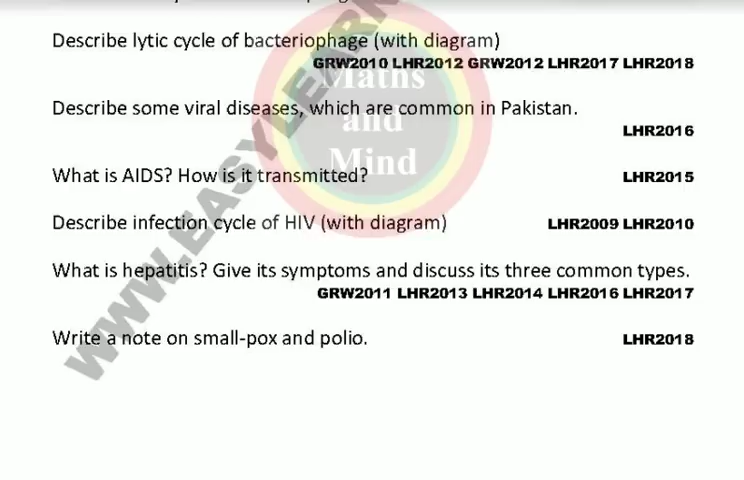 Describe lytic cycle of bacteriophage (with diagram)
GRW2010 LHR2012 GRW2012 LHR2017 LHR2018
Maths
Describe some viral diseases, which are common in Pakistan.
and
LHR2016
Mind
What is AIDS? How is it transmitted? LHR2015
Describe infection cycle of HIV (with diagram) LHR2009 LHR2010
What is hepatitis? Give its symptoms and discuss its three common types.
GRW2011 LHR2013 LHR2014 LHR2016 LHR2017
Write a note on small-pox and polio. LHR2018